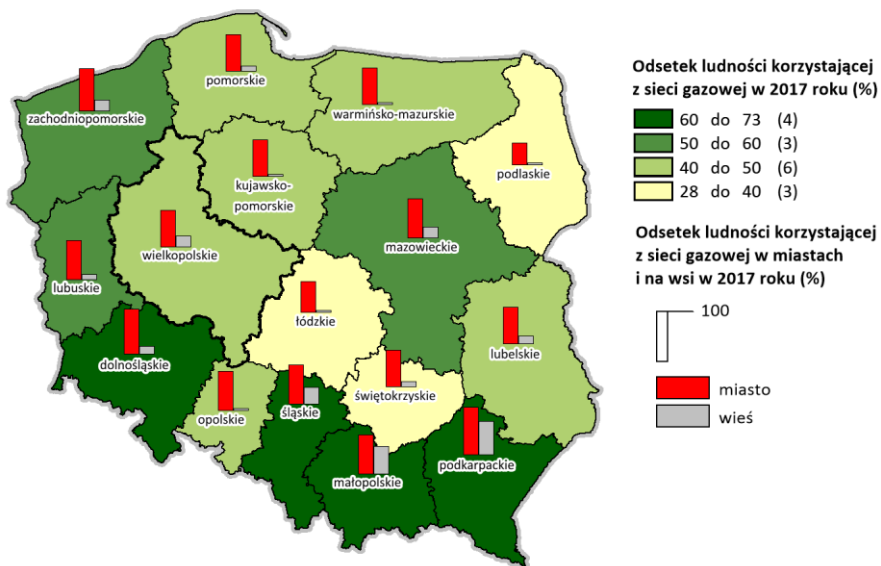 pomorskie
zachodniopomorskie
warmińsko-mazurskie
podlaskie
kujawsko-
pomorskie
mazowieckie
wielkopolskie
lubuskie
łódzkie
lubelskie
dolnośląskie
świętokrzyskie
śląskie
opolskie
podkarpackie
małopolskie
Odsetek ludności korzystającej
z sieci gazowej w 2017 roku (%)
60 do 73 (4)
50 do 60 (3)
40 do 50 (6)
28 do 40 (3)
Odsetek ludności korzystającej
z sieci gazowej w miastach
i na wsi w 2017 roku (%)
100
miasto
wieś